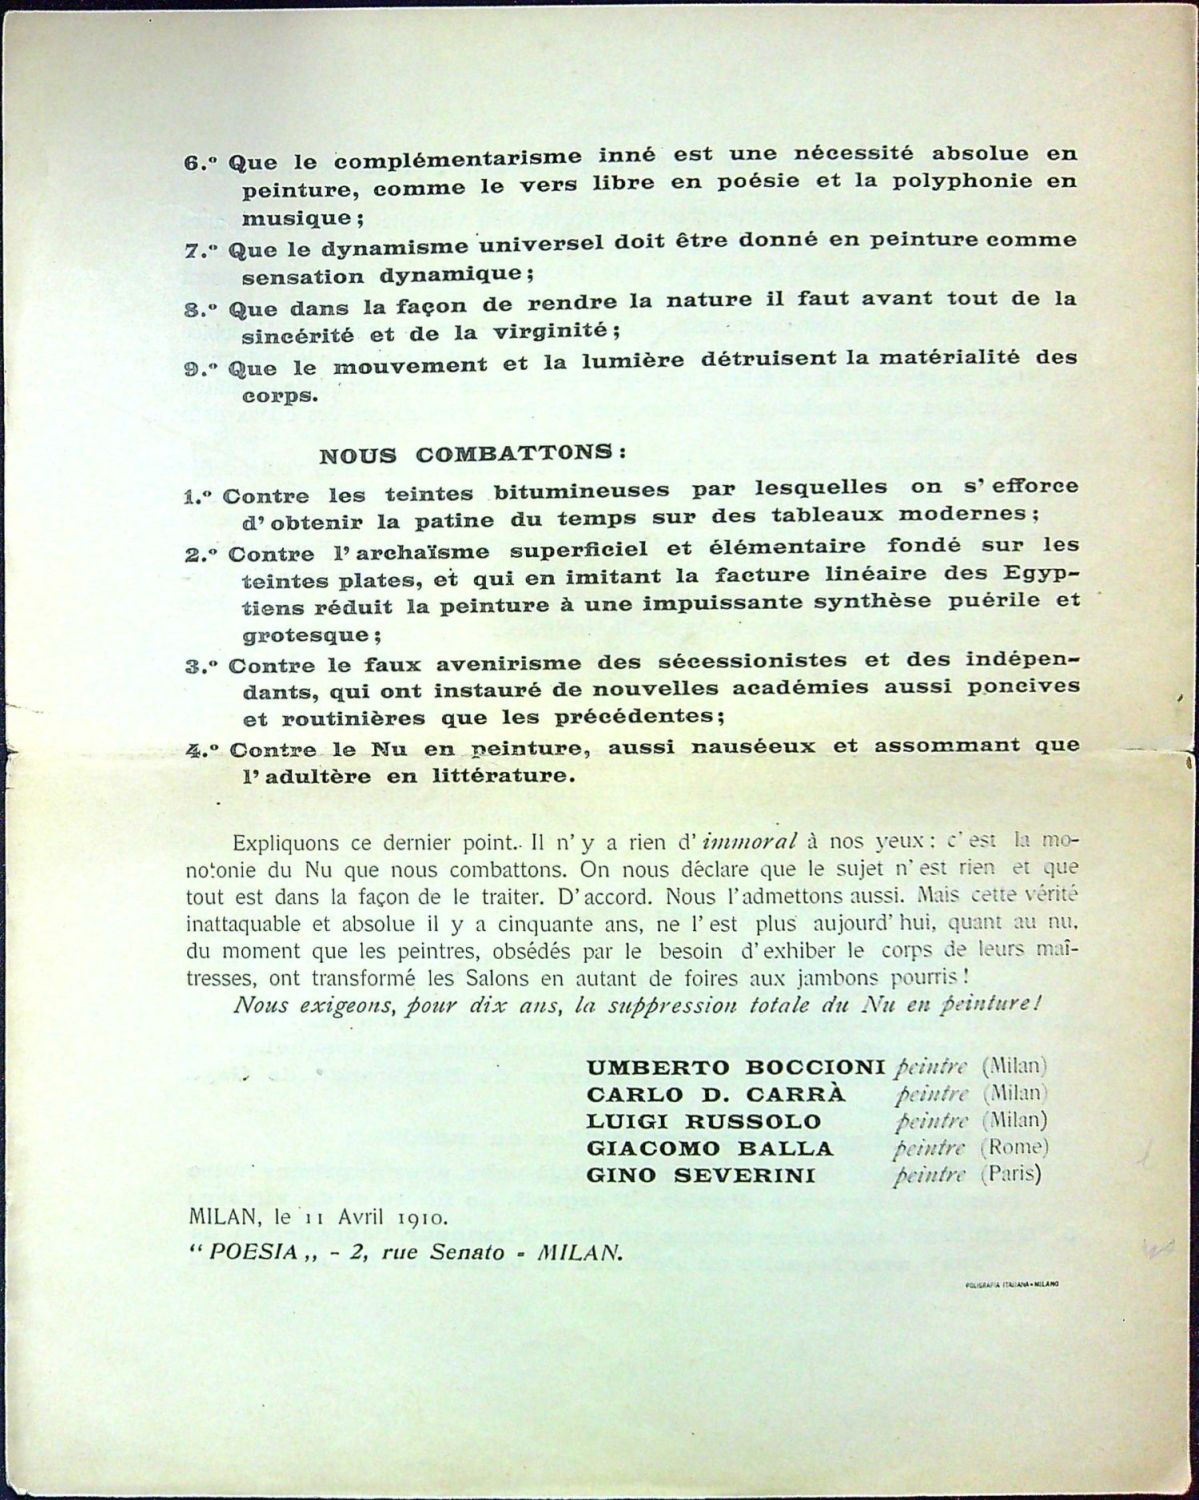 6.º Que le complémentarisme inné est une nécessité absolue en
peinture, comme le vers libre en poésie et la polyphonie en
musique;
7.º Que le dynamisme universel doit être donné en peinture comme
sensation dynamique;
8.º Que dans la façon de rendre la nature il faut avant tout de la
sincérité et de la virginité;
9.º Que le mouvement et la lumière détruisent la matérialité des
corps.
NOUS COMBATTONS:
1.º Contre les teintes bitumineuses par lesquelles on s'efforce
d'obtenir la patine du temps sur des tableaux modernes;
2.º Contre l'archaïsme superficiel et élémentaire fondé sur les
teintes plates, et qui en imitant la facture linéaire des Egyp-
tiens réduit la peinture à une impuissante synthèse puérile et
grotesque;
3.º Contre le faux avenirisme des sécessionistes et des indépen-
dants, qui ont instauré de nouvelles académies aussi poncives
et routinières que les précédentes;
4.º Contre le Nu en peinture, aussi nauséeux et assommant que
l'adultère en littérature.
Expliquons ce dernier point. Il n'y a rien d'immoral à nos yeux; c'est la mo-
notonie du Nu que nous combattons. On nous déclare que le sujet n'est rien et que
tout est dans la façon de le traiter. D'accord. Nous l'admettons aussi. Mais cette vérité
inattaquable et absolue il y a cinquante ans, ne l'est plus aujourd'hui, quant au nu,
du moment que les peintres, obsédés par le besoin d'exhiber le corps de leurs maî-
tresses, ont transformé les Salons en autant de foires aux jambons pourris!
Nous exigeons, pour dix ans, la suppression totale du Nu en peinture!
UMBERTO BOCCIONI peintre (Milan)
CARLO D. CARRÀ peintre (Milan)
LUIGI RUSSOLO peintre (Milan)
GIACOMO BALLA peintre (Rome)
GINO SEVERINI peintre (Paris)
MILAN, le 11 Avril 1910.
“ POESIA „ - 2, rue Senato - MILAN.
POLIGRAFIA ITALIANA - MILANO